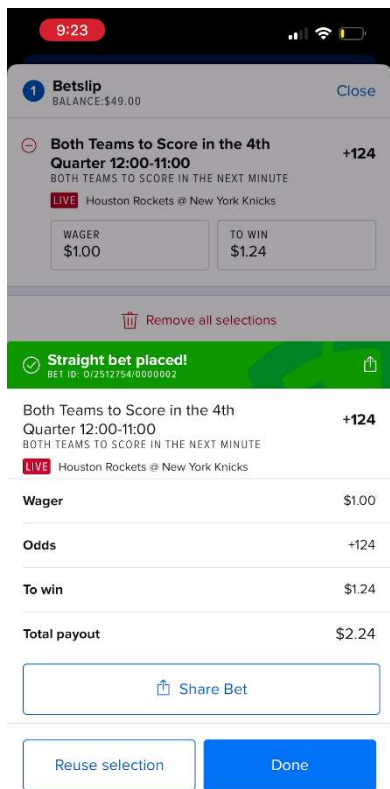 9:23
1 Betslip Close
BALANCE:$49.00
Both Teams to Score in the 4th +124
Quarter 12:00-11:00
BOTH TEAMS TO SCORE IN THE NEXT MINUTE
LIVE Houston Rockets @ New York Knicks
WAGER TO WIN
$1.00 $1.24
Remove all selections
Straight bet placed!
BET ID: O/2512754/0000002
Both Teams to Score in the 4th +124
Quarter 12:00-11:00
BOTH TEAMS TO SCORE IN THE NEXT MINUTE
LIVE Houston Rockets @ New York Knicks
Wager $1.00
Odds +124
To win $1.24
Total payout $2.24
Share Bet
Reuse selection Done